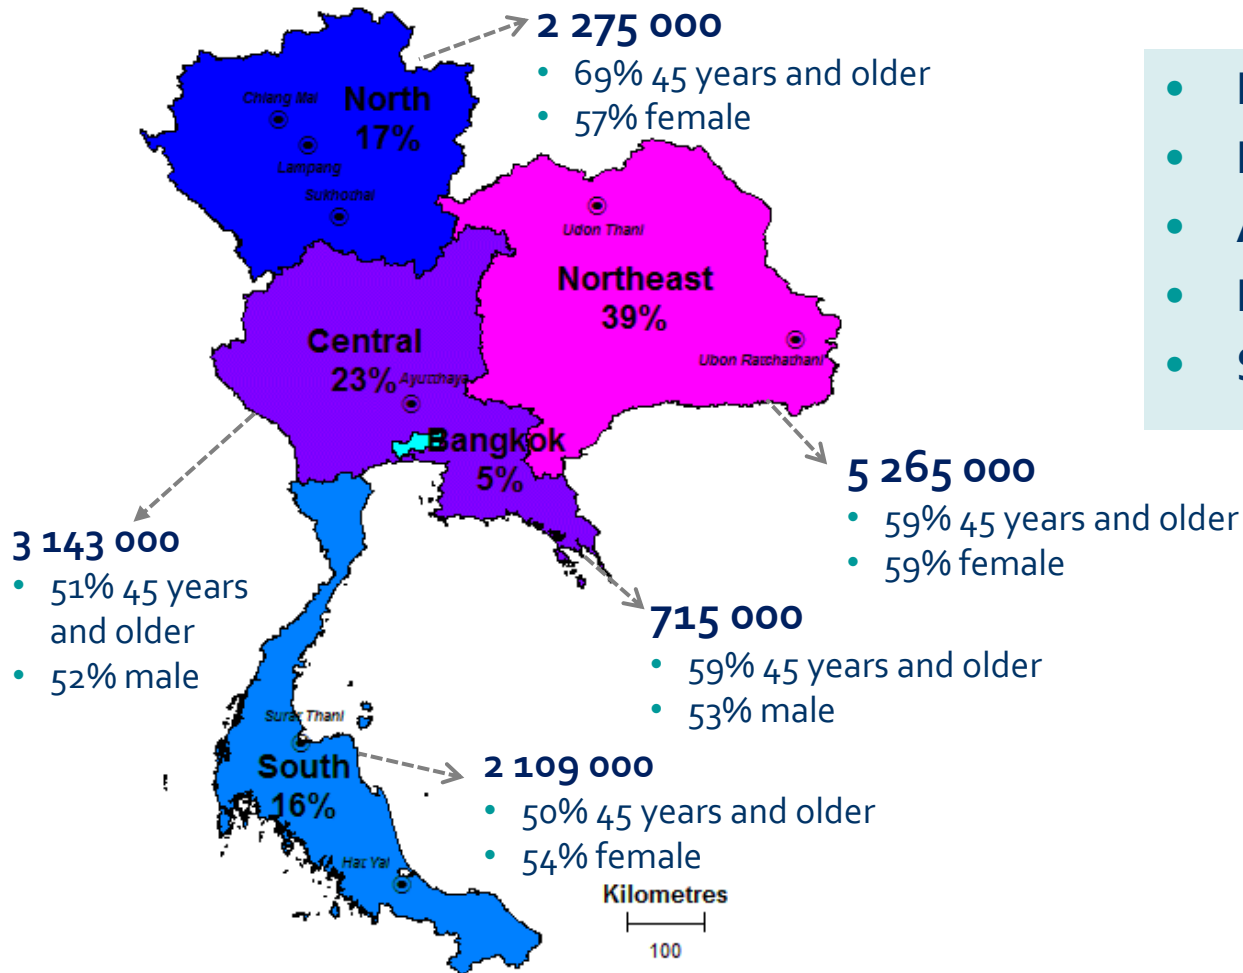 2 275 000
• 69% 45 years and older
• 57% female
Chiang Mai
North
17%
Lampang
Sukhothai
Udon Thani
Northeast
39%
Ubon Ratchathani
Central
23%
Ayutthaya
Bangkok
5%
5 265 000
• 59% 45 years and older
• 59% female
3 143 000
• 51% 45 years
and older
• 52% male
715 000
• 59% 45 years and older
• 53% male
Surat Thani
South
16%
2 109 000
• 50% 45 years and older
• 54% female
Hat Yai
Kilometres
100